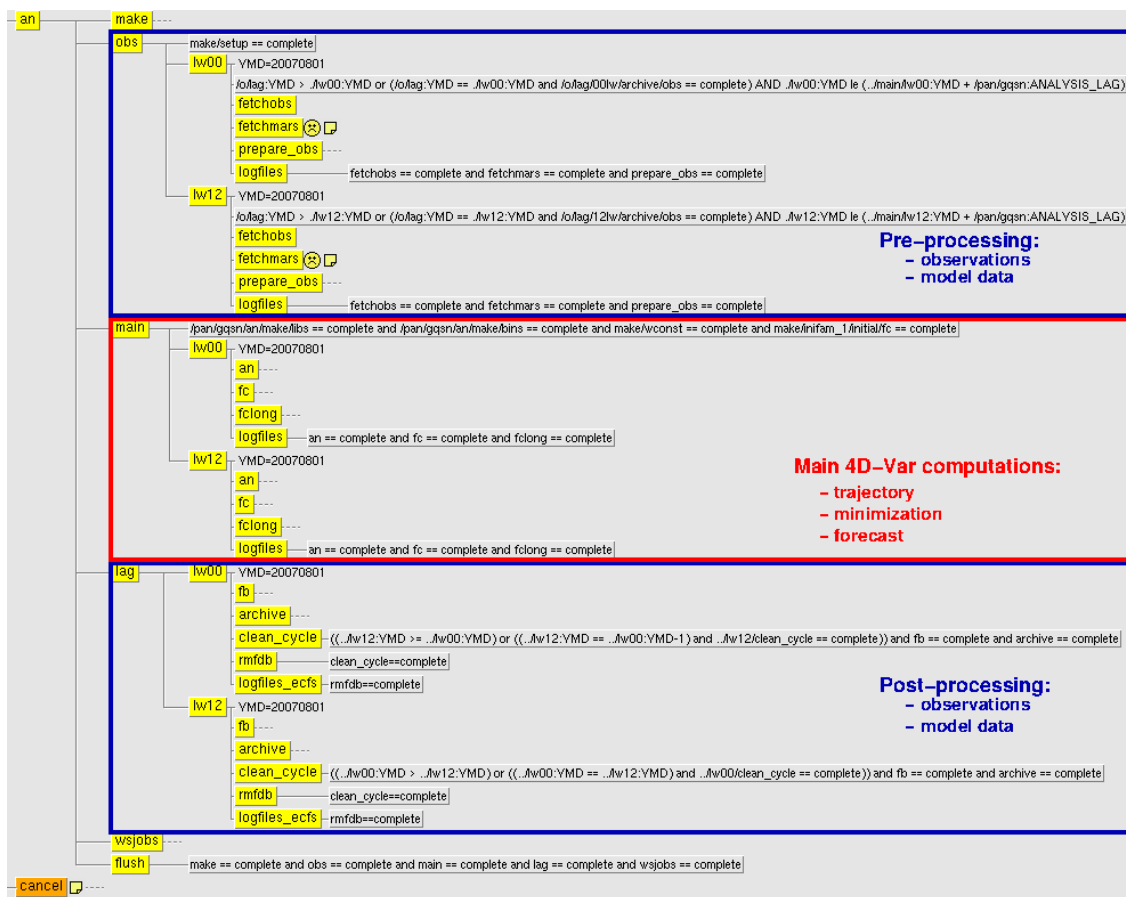 an
make
obs
make/setup == complete
lw00 YMD=20070801
/o/lag:YMD > ./lw00:YMD or (/o/lag:YMD == ./lw00:YMD and /o/lag/00lw/archive/obs == complete) AND ./lw00:YMD le (../main/lw00:YMD + /pan/gqsn:ANALYSIS_LAG)
fetchobs
fetchmars
prepare_obs
logfiles fetchobs == complete and fetchmars == complete and prepare_obs == complete
lw12 YMD=20070801
/o/lag:YMD > ./lw12:YMD or (/o/lag:YMD == ./lw12:YMD and /o/lag/12lw/archive/obs == complete) AND ./lw12:YMD le (../main/lw12:YMD + /pan/gqsn:ANALYSIS_LAG)
fetchobs
fetchmars
prepare_obs
logfiles fetchobs == complete and fetchmars == complete and prepare_obs == complete
Pre-processing:
- observations
- model data
main /pan/gqsn/an/make/libs == complete and /pan/gqsn/an/make/bins == complete and make/wconst == complete and make/inifam_1/initial/fc == complete
lw00 YMD=20070801
an
fc
fclong
logfiles an == complete and fc == complete and fclong == complete
lw12 YMD=20070801
an
fc
fclong
logfiles an == complete and fc == complete and fclong == complete
Main 4D-Var computations:
- trajectory
- minimization
- forecast
lag
lw00 YMD=20070801
fb
archive
clean_cycle ((../lw12:YMD >= ../lw00:YMD) or ((../lw12:YMD == ../lw00:YMD-1) and ../lw12/clean_cycle == complete)) and fb == complete and archive == complete
rmfdb clean_cycle==complete
logfiles_ecfs rmfdb==complete
lw12 YMD=20070801
fb
archive
clean_cycle ((../lw00:YMD > ../lw12:YMD) or ((../lw00:YMD == ../lw12:YMD) and ../lw00/clean_cycle == complete)) and fb == complete and archive == complete
rmfdb clean_cycle==complete
logfiles_ecfs rmfdb==complete
Post-processing:
- observations
- model data
wsjobs
flush make == complete and obs == complete and main == complete and lag == complete and wsjobs == complete
cancel